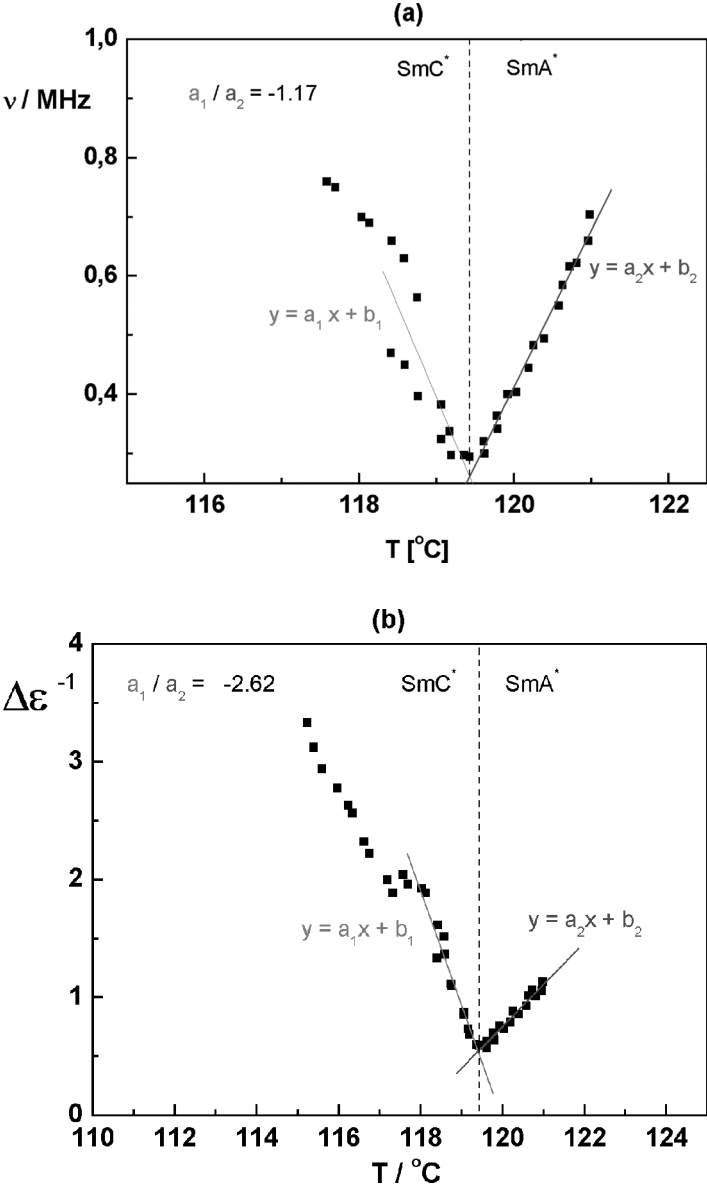 (a)
1,0
SmC* SmA*
ν / MHz
a₁ / a₂ = -1.17
0,8
0,6
y = a₂x + b₂
y = a₁ x + b₁
0,4
116 118 120 122
T [°C]
(b)
4
Δε⁻¹
a₁ / a₂ = -2.62
SmC* SmA*
3
2
y = a₁x + b₁
y = a₂x + b₂
1
0
110 112 114 116 118 120 122 124
T / °C